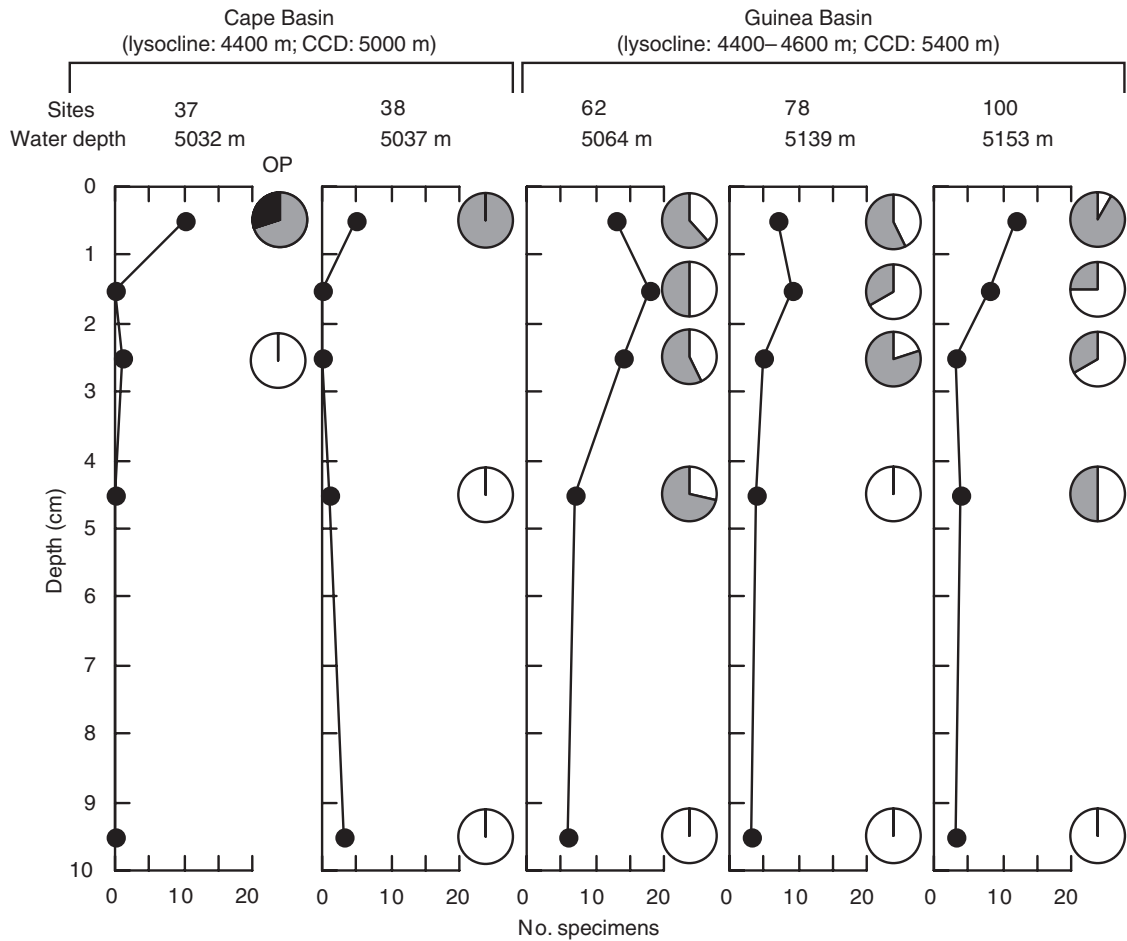 Cape Basin
(lysocline: 4400 m; CCD: 5000 m)
Guinea Basin
(lysocline: 4400–4600 m; CCD: 5400 m)
Sites 37 38 62 78 100
Water depth 5032 m 5037 m 5064 m 5139 m 5153 m
OP
0
1
2
3
4
5
6
7
8
9
10
Depth (cm)
0 10 20 0 10 20 0 10 20 0 10 20 0 10 20
No. specimens